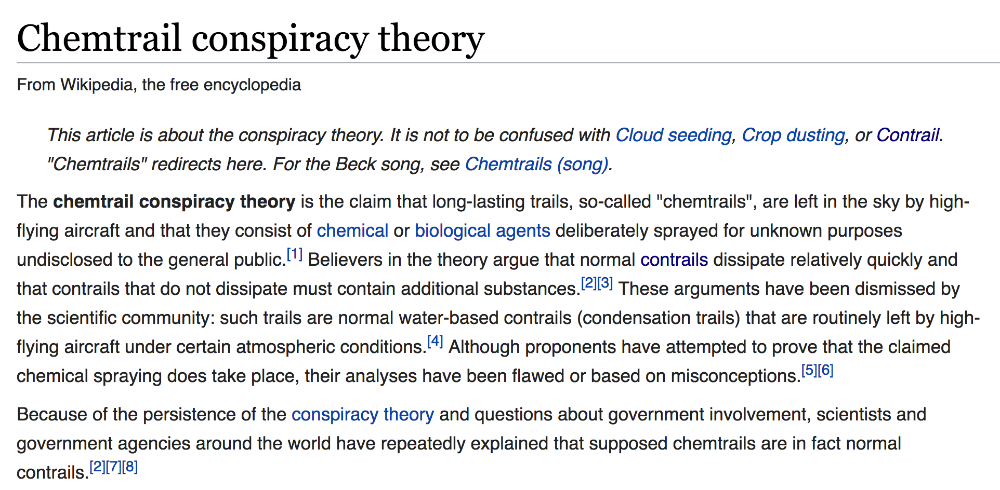 Chemtrail conspiracy theory
From Wikipedia, the free encyclopedia
This article is about the conspiracy theory. It is not to be confused with Cloud seeding, Crop dusting, or Contrail.
"Chemtrails" redirects here. For the Beck song, see Chemtrails (song).
The chemtrail conspiracy theory is the claim that long-lasting trails, so-called "chemtrails", are left in the sky by high-
flying aircraft and that they consist of chemical or biological agents deliberately sprayed for unknown purposes
undisclosed to the general public.[1] Believers in the theory argue that normal contrails dissipate relatively quickly and
that contrails that do not dissipate must contain additional substances.[2][3] These arguments have been dismissed by
the scientific community: such trails are normal water-based contrails (condensation trails) that are routinely left by high-
flying aircraft under certain atmospheric conditions.[4] Although proponents have attempted to prove that the claimed
chemical spraying does take place, their analyses have been flawed or based on misconceptions.[5][6]
Because of the persistence of the conspiracy theory and questions about government involvement, scientists and
government agencies around the world have repeatedly explained that supposed chemtrails are in fact normal
contrails.[2][7][8]